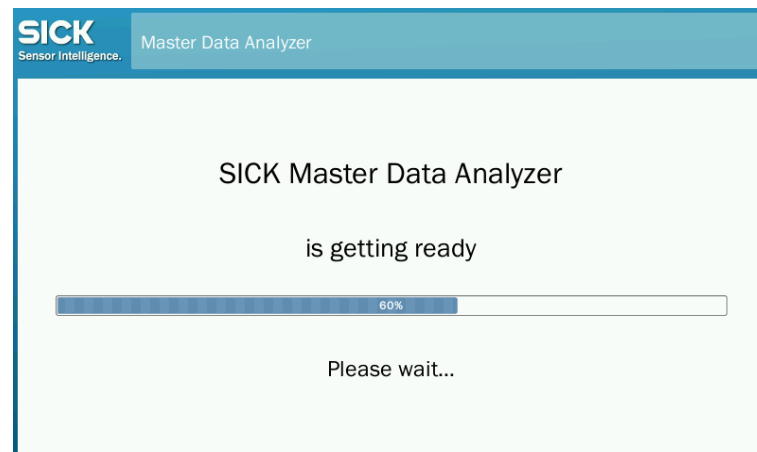 SICK
Sensor Intelligence.
Master Data Analyzer
SICK Master Data Analyzer
is getting ready
60%
Please wait...